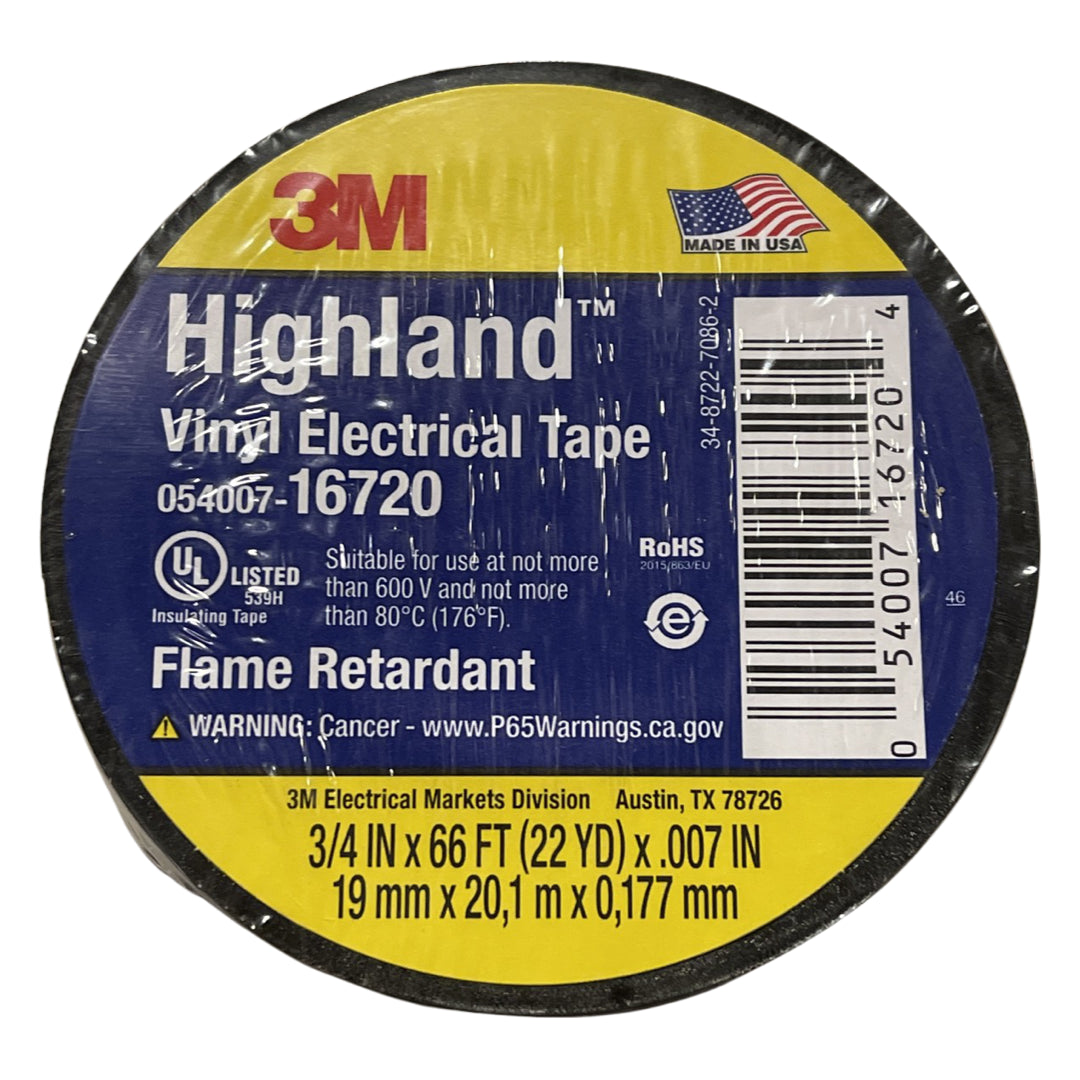 3M
MADE IN USA
Highland™
Vinyl Electrical Tape
054007-16720
UL LISTED
539H
Insulating Tape
Suitable for use at not more
than 600 V and not more
than 80°C (176°F).
RoHS
2015/863/EU
e
Flame Retardant
WARNING: Cancer - www.P65Warnings.ca.gov
34-8722-7086-2
0 54007 16720 4
46
3M Electrical Markets Division Austin, TX 78726
3/4 IN x 66 FT (22 YD) x .007 IN
19 mm x 20,1 m x 0,177 mm